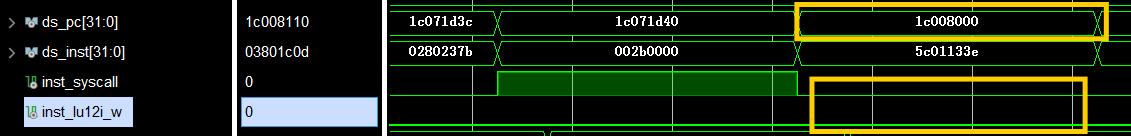 ds_pc[31:0] 1c008110 1c071d3c 1c071d40 1c008000
ds_inst[31:0] 03801c0d 0280237b 002b0000 5c01133e
inst_syscall 0
inst_lu12i_w 0